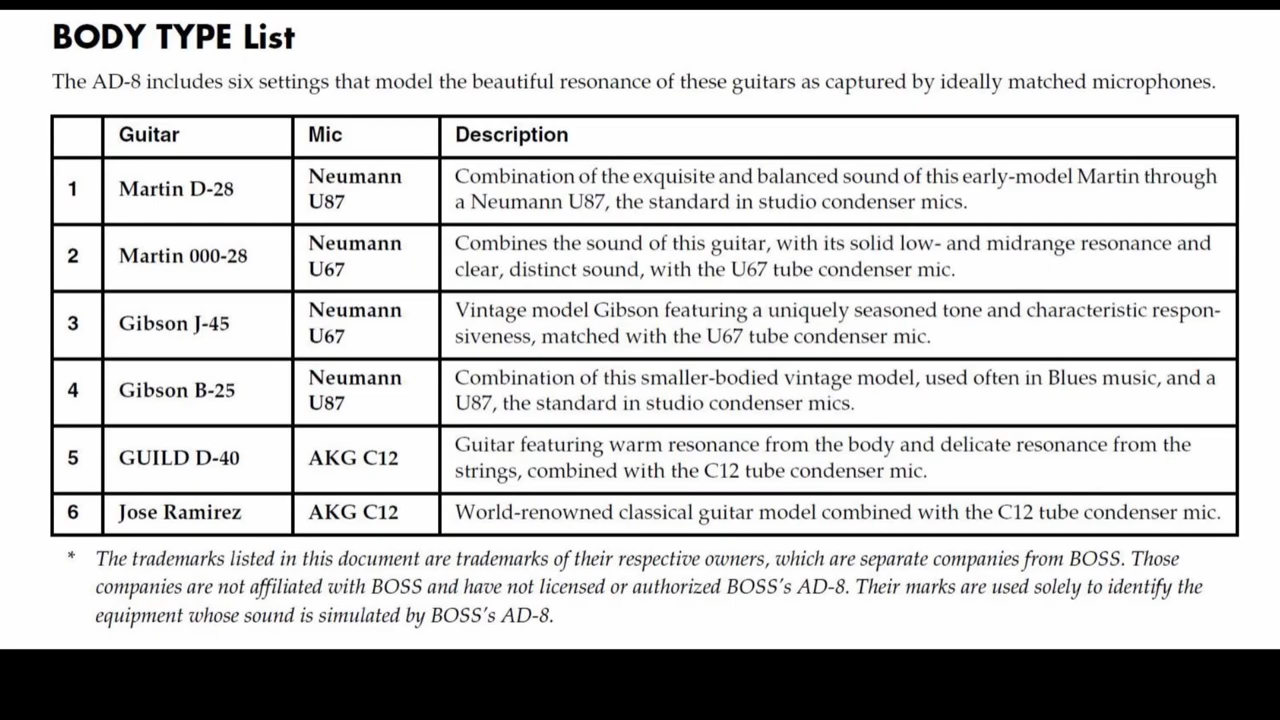 BODY TYPE List
The AD-8 includes six settings that model the beautiful resonance of these guitars as captured by ideally matched microphones.
Guitar Mic Description
1 Martin D-28 Neumann U87 Combination of the exquisite and balanced sound of this early-model Martin through
a Neumann U87, the standard in studio condenser mics.
2 Martin 000-28 Neumann U67 Combines the sound of this guitar, with its solid low- and midrange resonance and
clear, distinct sound, with the U67 tube condenser mic.
3 Gibson J-45 Neumann U67 Vintage model Gibson featuring a uniquely seasoned tone and characteristic respon-
siveness, matched with the U67 tube condenser mic.
4 Gibson B-25 Neumann U87 Combination of this smaller-bodied vintage model, used often in Blues music, and a
U87, the standard in studio condenser mics.
5 GUILD D-40 AKG C12 Guitar featuring warm resonance from the body and delicate resonance from the
strings, combined with the C12 tube condenser mic.
6 Jose Ramirez AKG C12 World-renowned classical guitar model combined with the C12 tube condenser mic.
* The trademarks listed in this document are trademarks of their respective owners, which are separate companies from BOSS. Those
companies are not affiliated with BOSS and have not licensed or authorized BOSS's AD-8. Their marks are used solely to identify the
equipment whose sound is simulated by BOSS's AD-8.